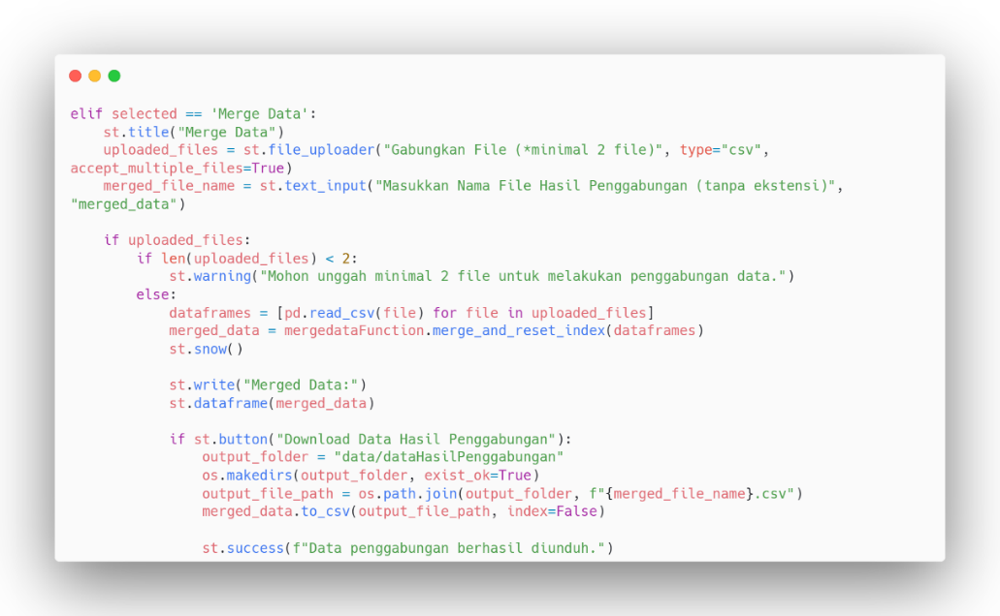 elif selected == 'Merge Data':
    st.title("Merge Data")
    uploaded_files = st.file_uploader("Gabungkan File (*minimal 2 file)", type="csv",
accept_multiple_files=True)
    merged_file_name = st.text_input("Masukkan Nama File Hasil Penggabungan (tanpa ekstensi)",
"merged_data")

    if uploaded_files:
        if len(uploaded_files) < 2:
            st.warning("Mohon unggah minimal 2 file untuk melakukan penggabungan data.")
        else:
            dataframes = [pd.read_csv(file) for file in uploaded_files]
            merged_data = mergedataFunction.merge_and_reset_index(dataframes)
            st.snow()

            st.write("Merged Data:")
            st.dataframe(merged_data)

            if st.button("Download Data Hasil Penggabungan"):
                output_folder = "data/dataHasilPenggabungan"
                os.makedirs(output_folder, exist_ok=True)
                output_file_path = os.path.join(output_folder, f"{merged_file_name}.csv")
                merged_data.to_csv(output_file_path, index=False)

                st.success(f"Data penggabungan berhasil diunduh.")